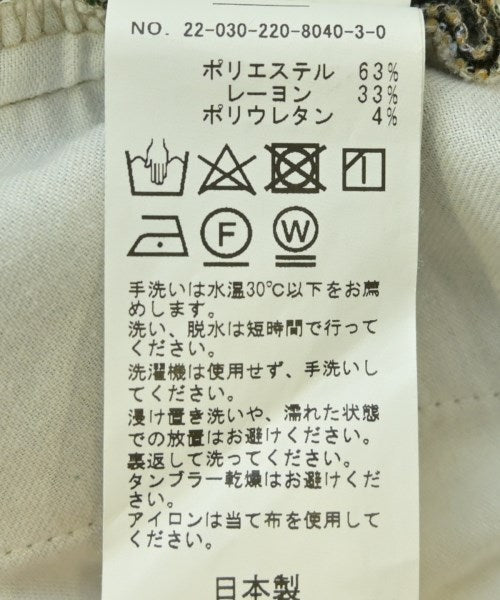 NO. 22-030-220-8040-3-0
ポリエステル 63%
レーヨン 33%
ポリウレタン 4%
F W
手洗いは水温30℃以下をお薦
めします。
洗い、脱水は短時間で行って
ください。
洗濯機は使用せず、手洗いし
てください。
浸け置き洗いや、濡れた状態
での放置はお避けください。
裏返して洗ってください。
タンブラー乾燥はお避けくだ
さい。
アイロンは当て布を使用して
ください。
日本製